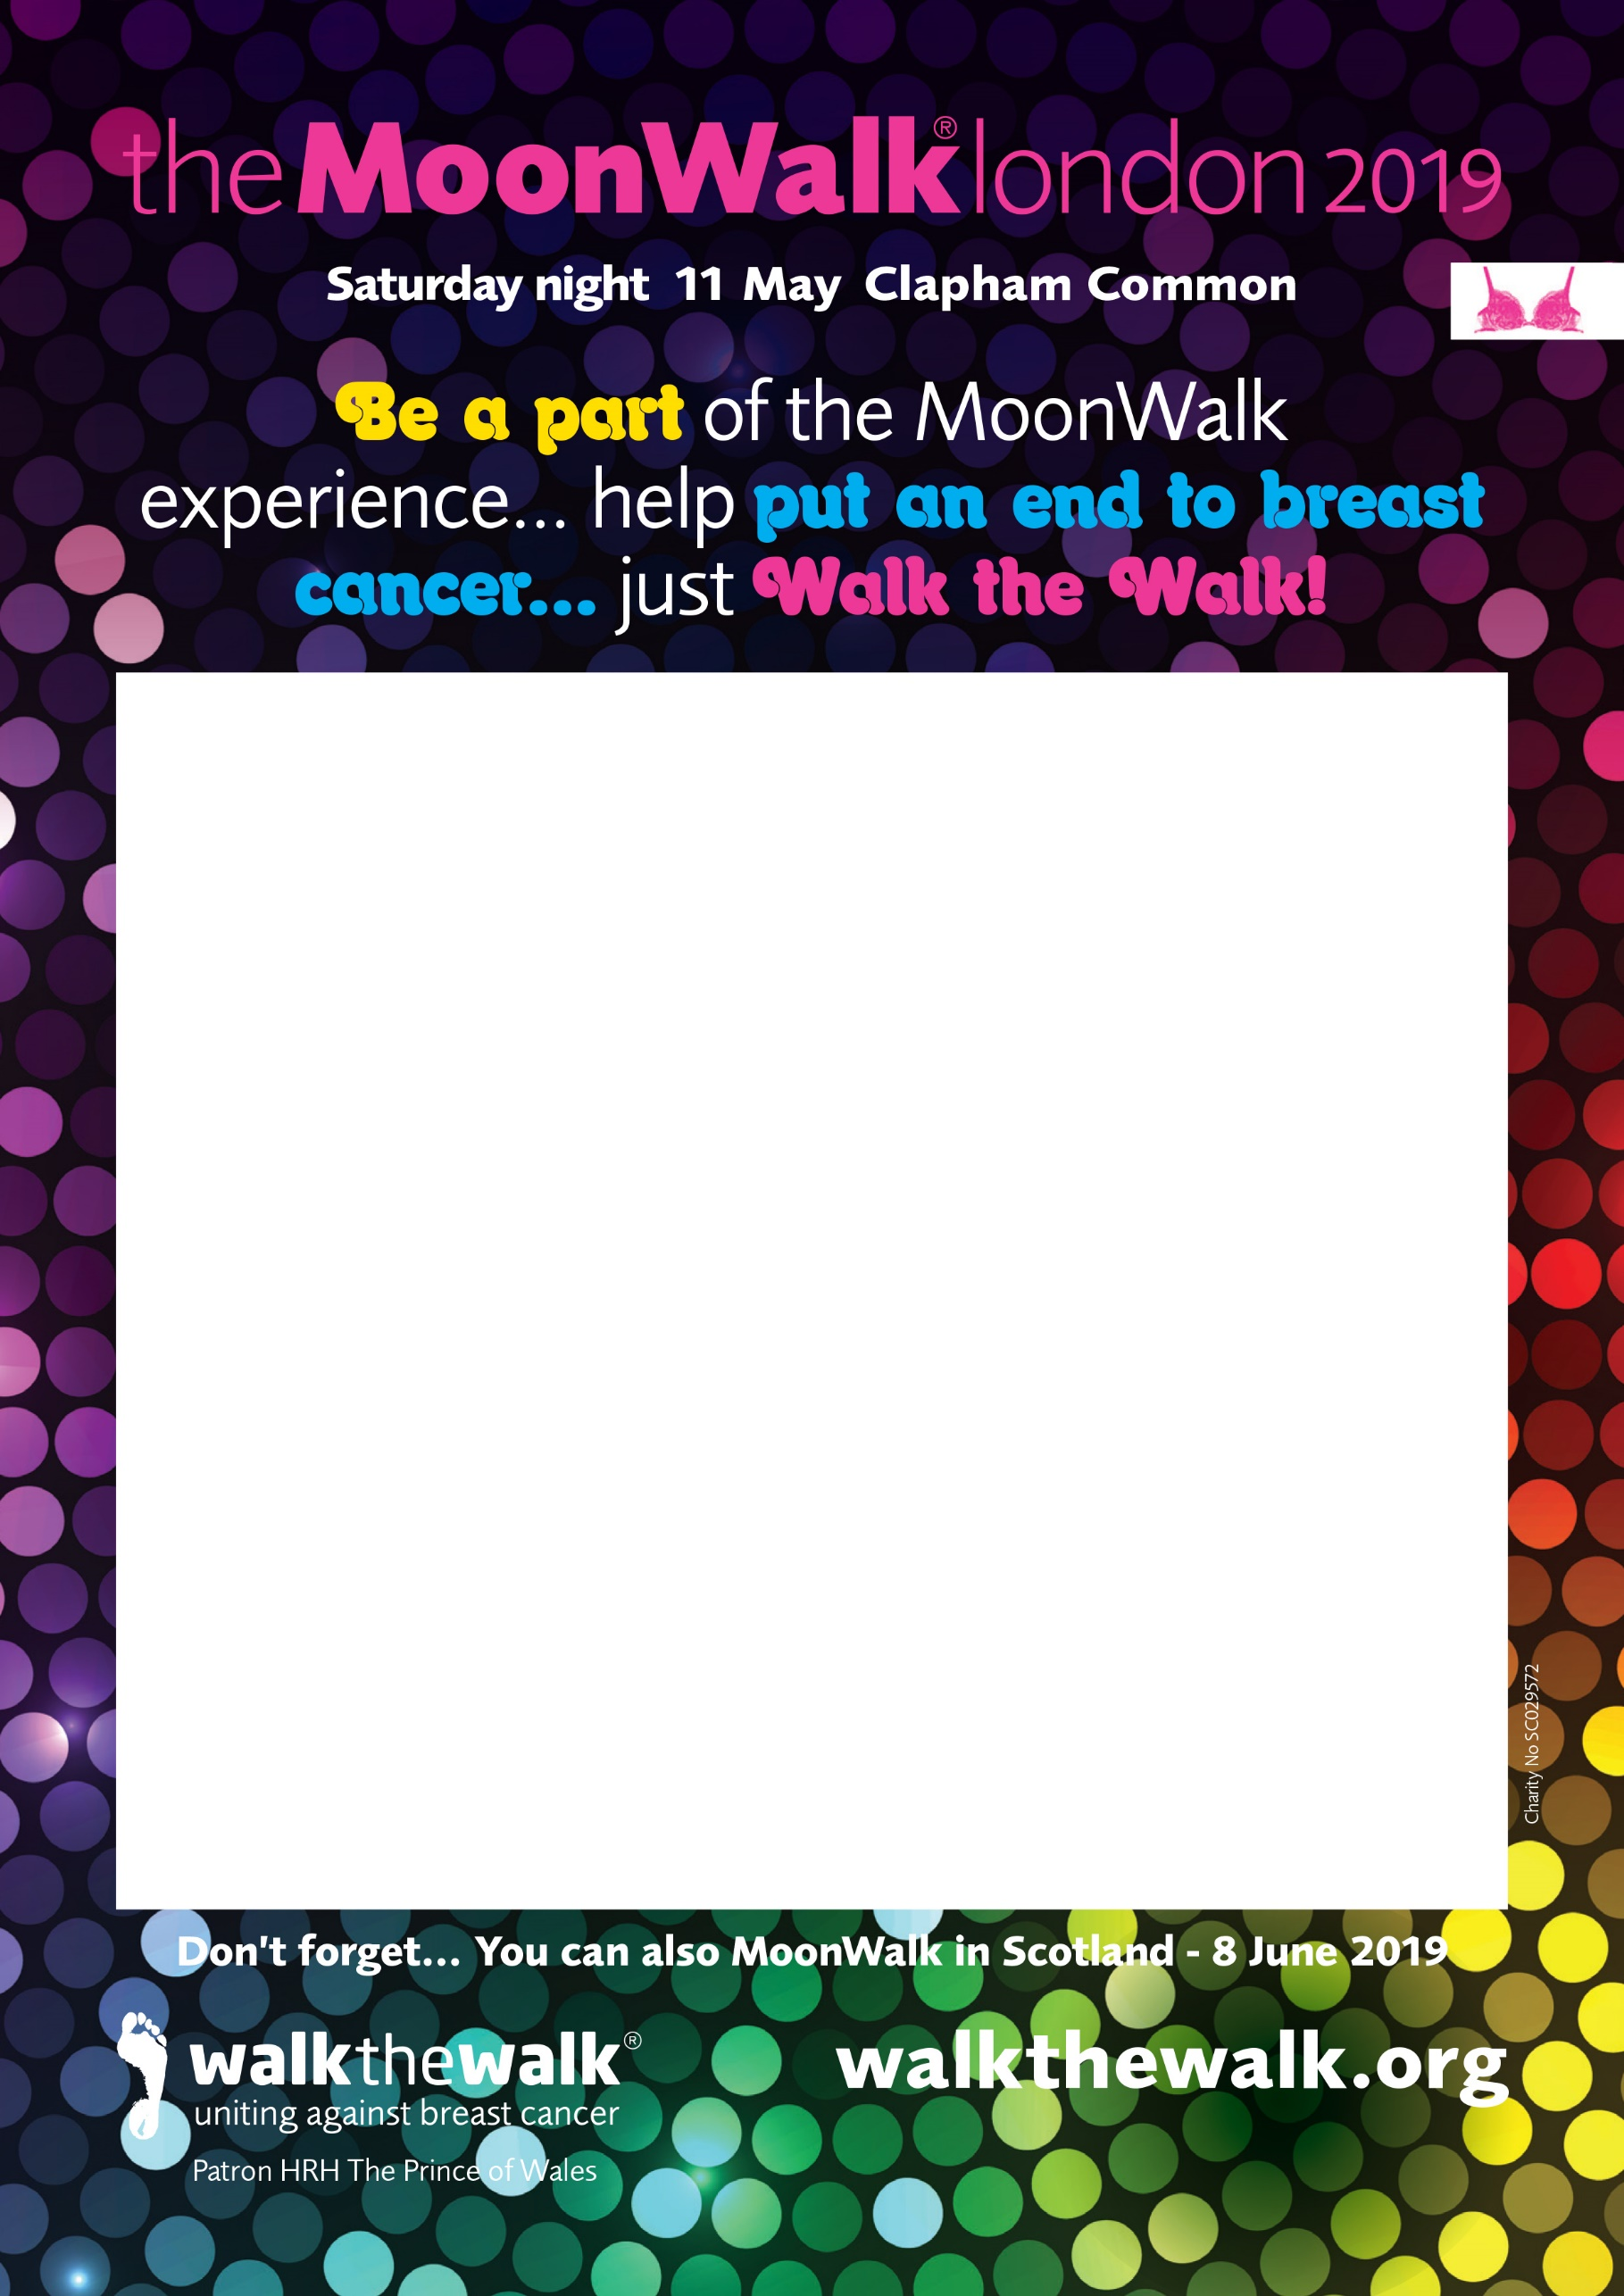 the MoonWalk® london 2019
Saturday night 11 May Clapham Common
Be a part of the MoonWalk
experience... help put an end to breast
cancer... just Walk the Walk!
Charity No SC029572
Don't forget... You can also MoonWalk in Scotland - 8 June 2019
walkthewalk®
uniting against breast cancer
Patron HRH The Prince of Wales
walkthewalk.org